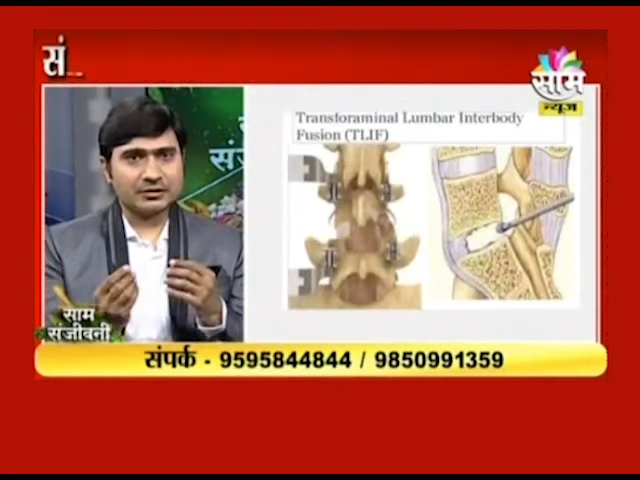 सं...
साम
न्यूज
Transforaminal Lumbar Interbody
Fusion (TLIF)
साम
संजीवनी
संपर्क - 9595844844 / 9850991359